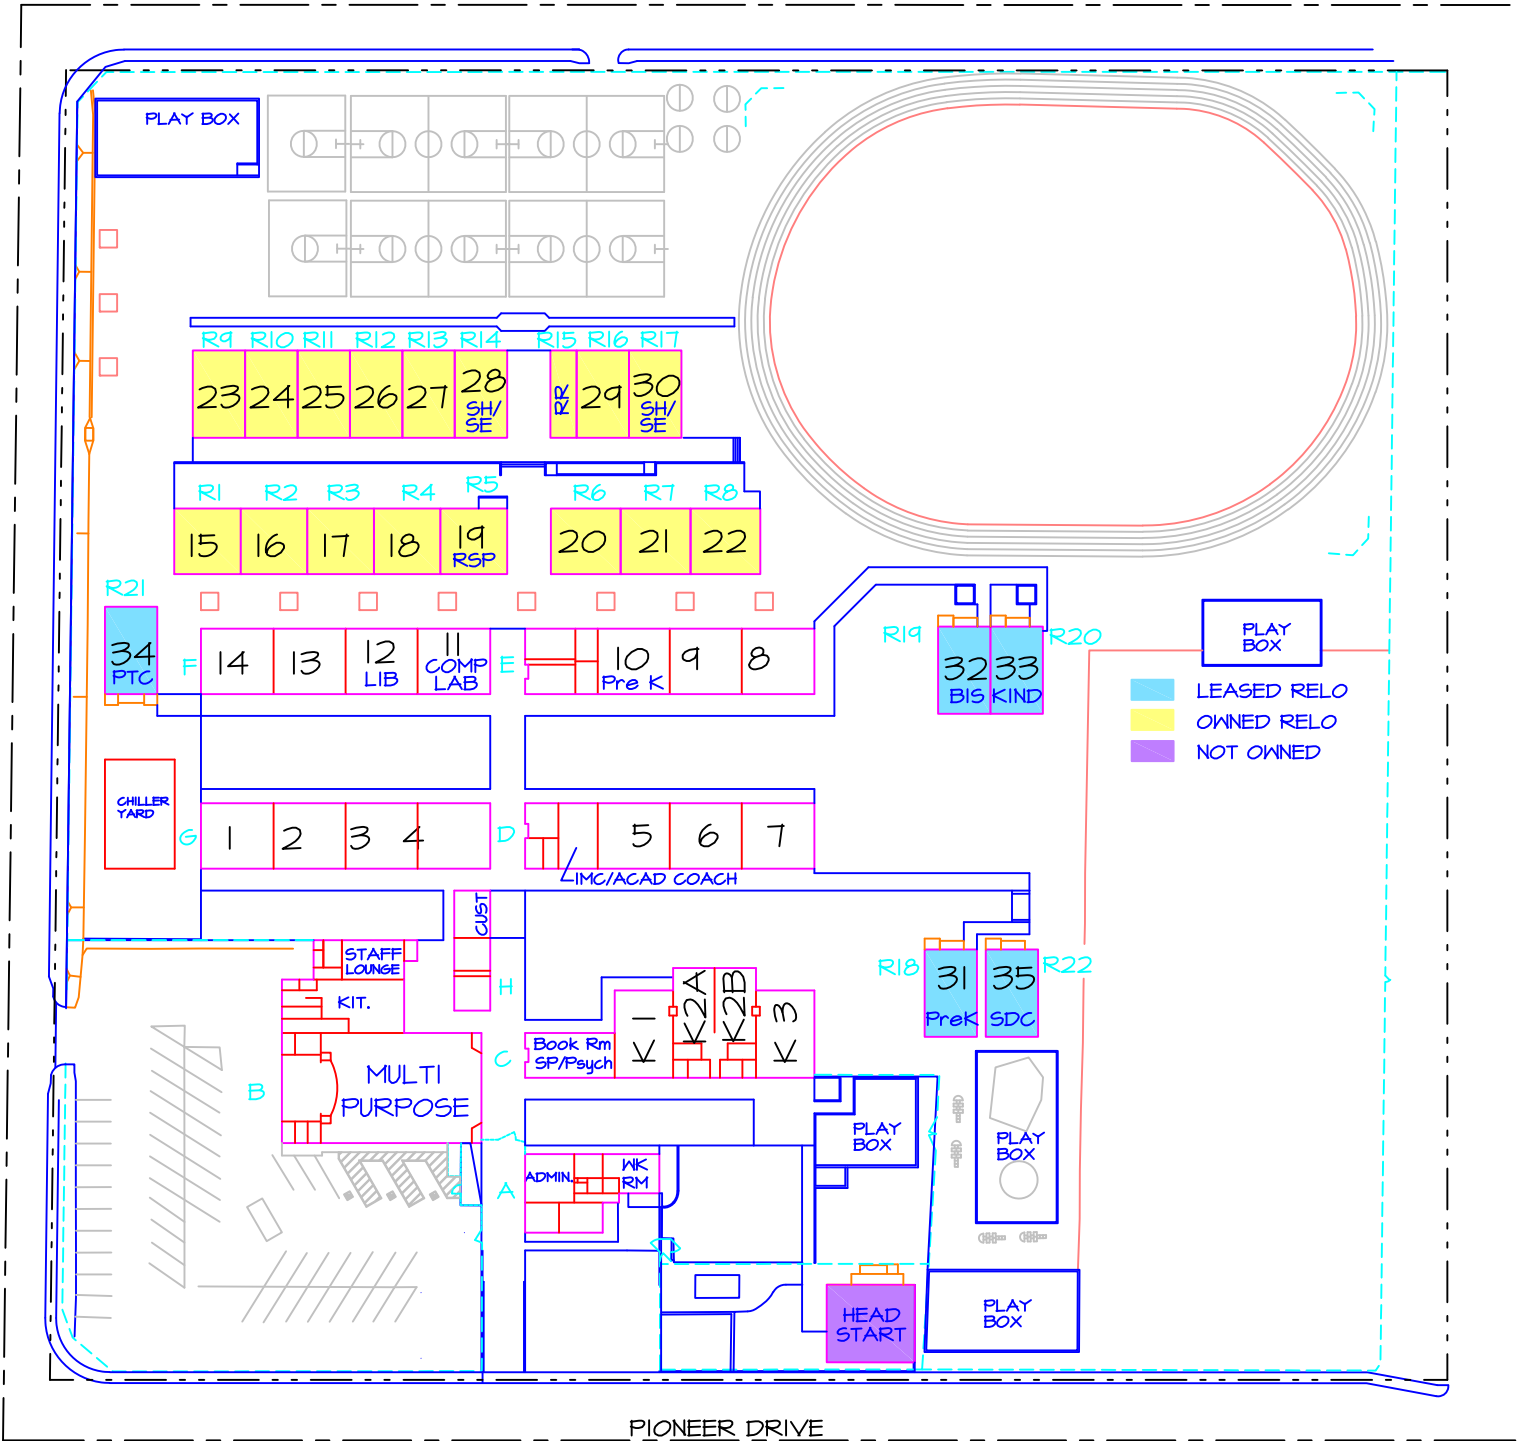 PLAY BOX
R9 R10 R11 R12 R13 R14 R15 R16 R17
23 24 25 26 27 28 RR 29 30
SH/ SH/
SE SE
R1 R2 R3 R4 R5 R6 R7 R8
15 16 17 18 19 20 21 22
RSP
R21
34
PTC
F 14 13 12 11 E 10 9 8
LIB COMP
LAB
Pre K
R19 32 33 R20
BIS KIND
PLAY
BOX
LEASED RELO
OWNED RELO
NOT OWNED
CHILLER
YARD
G 1 2 3 4 D 5 6 7
IMC/ACAD COACH
CUST
STAFF
LOUNGE
KIT.
H
K 1 K2A K2B K 3
R18 31 35 R22
PreK SDC
Book Rm
SP/Psych
C
B
MULTI
PURPOSE
PLAY
BOX
PLAY
BOX
A
ADMIN.
WK
RM
HEAD
START
PLAY
BOX
PIONEER DRIVE